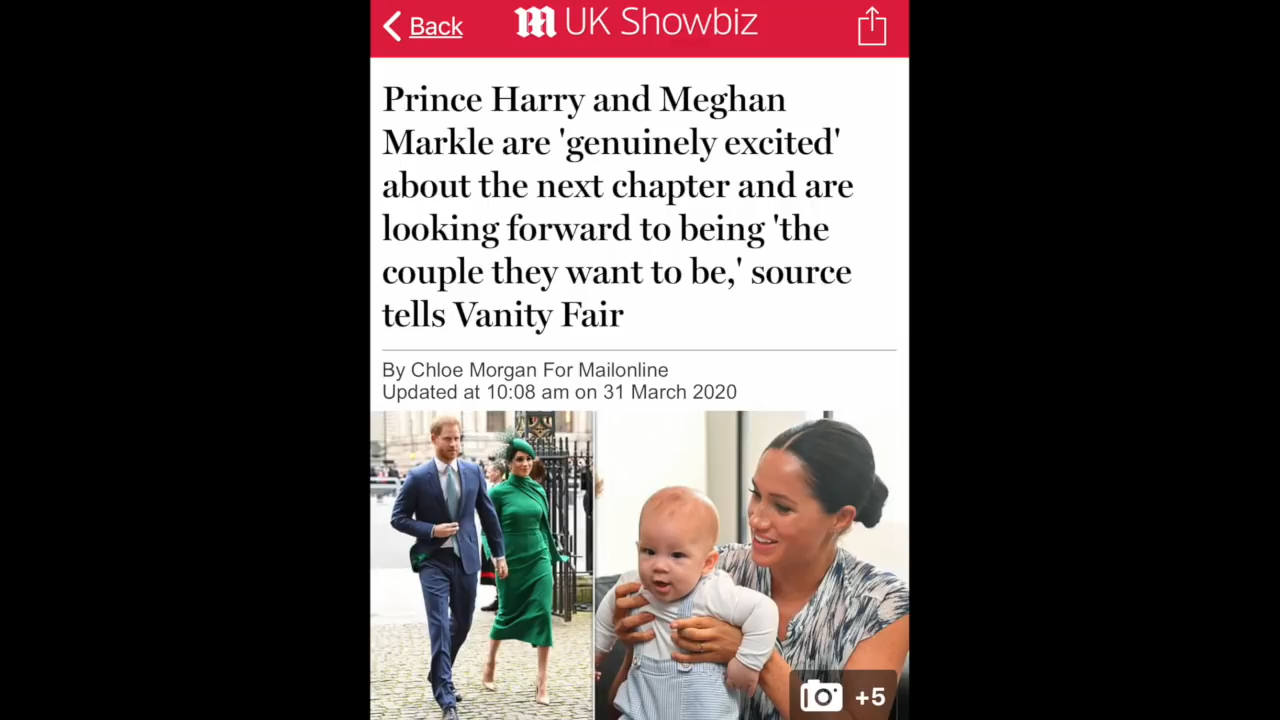 Back
UK Showbiz
Prince Harry and Meghan
Markle are 'genuinely excited'
about the next chapter and are
looking forward to being 'the
couple they want to be,' source
tells Vanity Fair
By Chloe Morgan For Mailonline
Updated at 10:08 am on 31 March 2020
+5